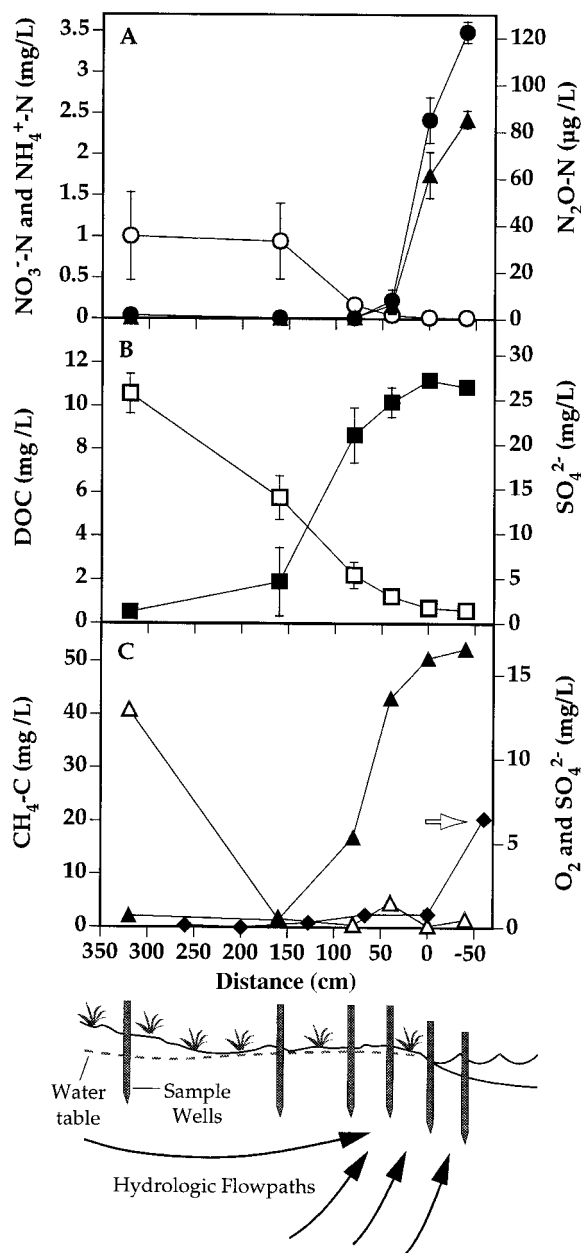 A
NO₃⁻-N and NH₄⁺-N (mg/L)
3.5
3
2.5
2
1.5
1
0.5
0
N₂O-N (µg /L)
120
100
80
60
40
20
0
B
DOC (mg /L)
12
10
8
6
4
2
0
SO₄²⁻ (mg/L)
30
25
20
15
10
5
0
C
CH₄-C (mg /L)
50
40
30
20
10
0
O₂ and SO₄²⁻ (mg/L)
15
10
5
0
350 300 250 200 150 100 50 0 -50
Distance (cm)
Water table
Sample Wells
Hydrologic Flowpaths